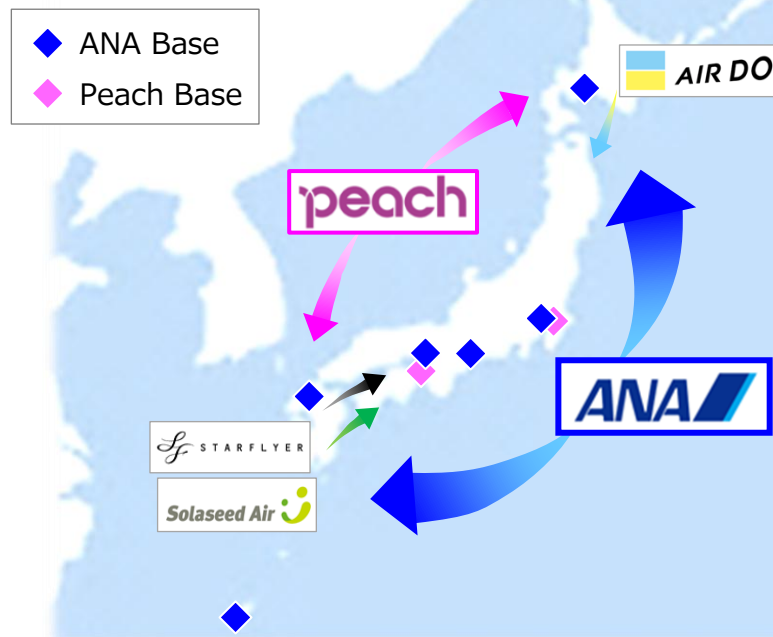 ANA Base
Peach Base
AIR DO
peach
ANA
STARFLYER
Solaseed Air